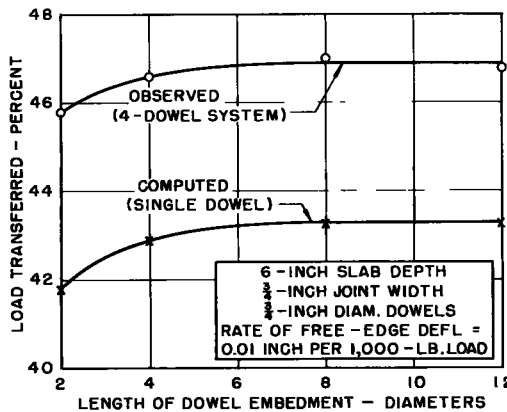 48
46
44
42
40
LOAD TRANSFERRED - PERCENT
OBSERVED
(4-DOWEL SYSTEM)
COMPUTED
(SINGLE DOWEL)
6-INCH SLAB DEPTH
-INCH JOINT WIDTH
3/4-INCH DIAM. DOWELS
RATE OF FREE-EDGE DEFL =
0.01 INCH PER 1,000-LB. LOAD
2 4 6 8 10 12
LENGTH OF DOWEL EMBEDMENT - DIAMETERS